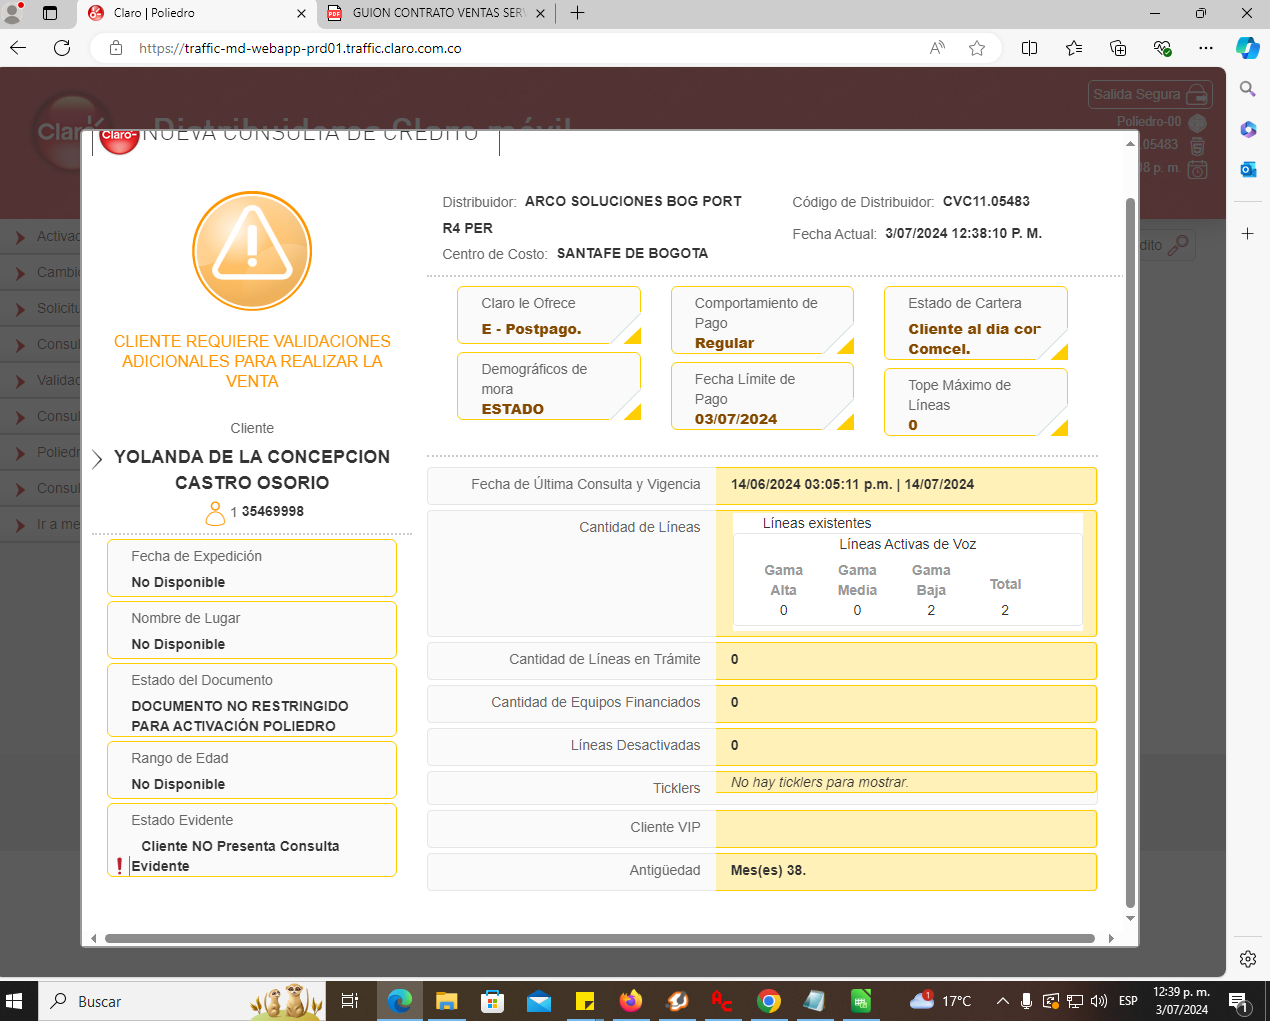 Claro | Poliedro
GUION CONTRATO VENTAS SER
https://traffic-md-webapp-prd01.traffic.claro.com.co
Salida Segura
Poliedro-00
.05483
8 p. m.
Claro
Distribuidores Claro móvil
Activac
Cambi
Solicitu
Consul
Validac
Consul
Poliedr
Consul
Ir a me
dito
Claro
NUEVA CONSULTA DE CRÉDITO
Distribuidor: ARCO SOLUCIONES BOG PORT
R4 PER
Centro de Costo: SANTAFE DE BOGOTA
Código de Distribuidor: CVC11.05483
Fecha Actual: 3/07/2024 12:38:10 P. M.
CLIENTE REQUIERE VALIDACIONES
ADICIONALES PARA REALIZAR LA
VENTA
Cliente
YOLANDA DE LA CONCEPCION
CASTRO OSORIO
1 35469998
Fecha de Expedición
No Disponible
Nombre de Lugar
No Disponible
Estado del Documento
DOCUMENTO NO RESTRINGIDO
PARA ACTIVACIÓN POLIEDRO
Rango de Edad
No Disponible
Estado Evidente
Cliente NO Presenta Consulta
Evidente
Claro le Ofrece
E - Postpago.
Comportamiento de
Pago
Regular
Estado de Cartera
Cliente al dia cor
Comcel.
Demográficos de
mora
ESTADO
Fecha Límite de
Pago
03/07/2024
Tope Máximo de
Líneas
0
Fecha de Última Consulta y Vigencia 14/06/2024 03:05:11 p.m. | 14/07/2024
Cantidad de Líneas
Líneas existentes
Líneas Activas de Voz
Gama Alta Gama Media Gama Baja Total
0 0 2 2
Cantidad de Líneas en Trámite 0
Cantidad de Equipos Financiados 0
Líneas Desactivadas 0
Ticklers No hay ticklers para mostrar.
Cliente VIP
Antigüedad Mes(es) 38.
Buscar
1
17°C
ESP
12:39 p. m.
3/07/2024
1